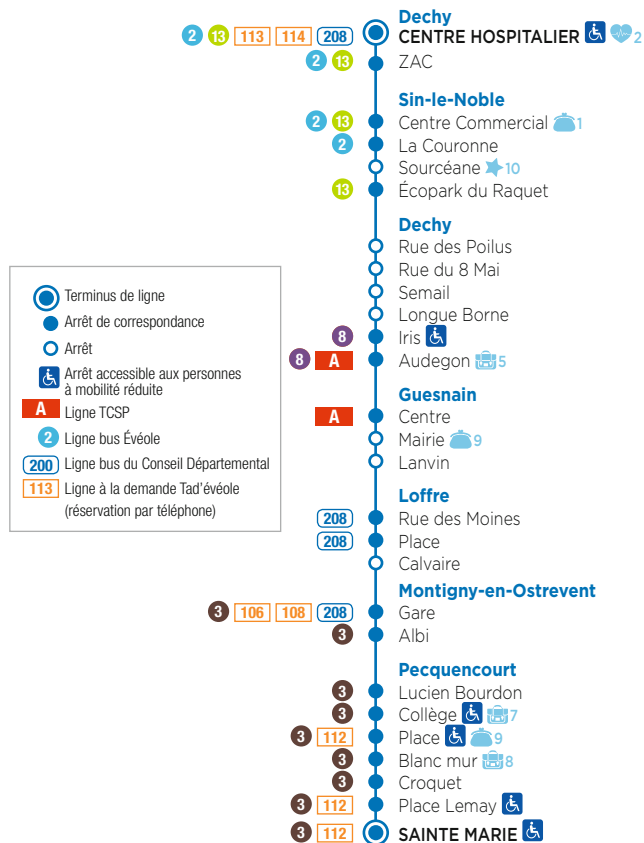 Dechy
2 13 113 114 208 CENTRE HOSPITALIER 2
2 13 ZAC
Sin-le-Noble
2 13 Centre Commercial 1
2 La Couronne
Sourcéane 10
13 Écopark du Raquet
Dechy
Rue des Poilus
Rue du 8 Mai
Semail
Longue Borne
8 Iris
8 A Audegon 5
Guesnain
A Centre
Mairie 9
Lanvin
Loffre
208 Rue des Moines
208 Place
Calvaire
Montigny-en-Ostrevent
3 106 108 208 Gare
3 Albi
Pecquencourt
3 Lucien Bourdon
3 Collège 7
3 112 Place 9
3 Blanc mur 8
3 Croquet
3 112 Place Lemay
3 112 SAINTE MARIE
Terminus de ligne
Arrêt de correspondance
Arrêt
Arrêt accessible aux personnes
à mobilité réduite
A Ligne TCSP
2 Ligne bus Évéole
200 Ligne bus du Conseil Départemental
113 Ligne à la demande Tad'évéole
(réservation par téléphone)